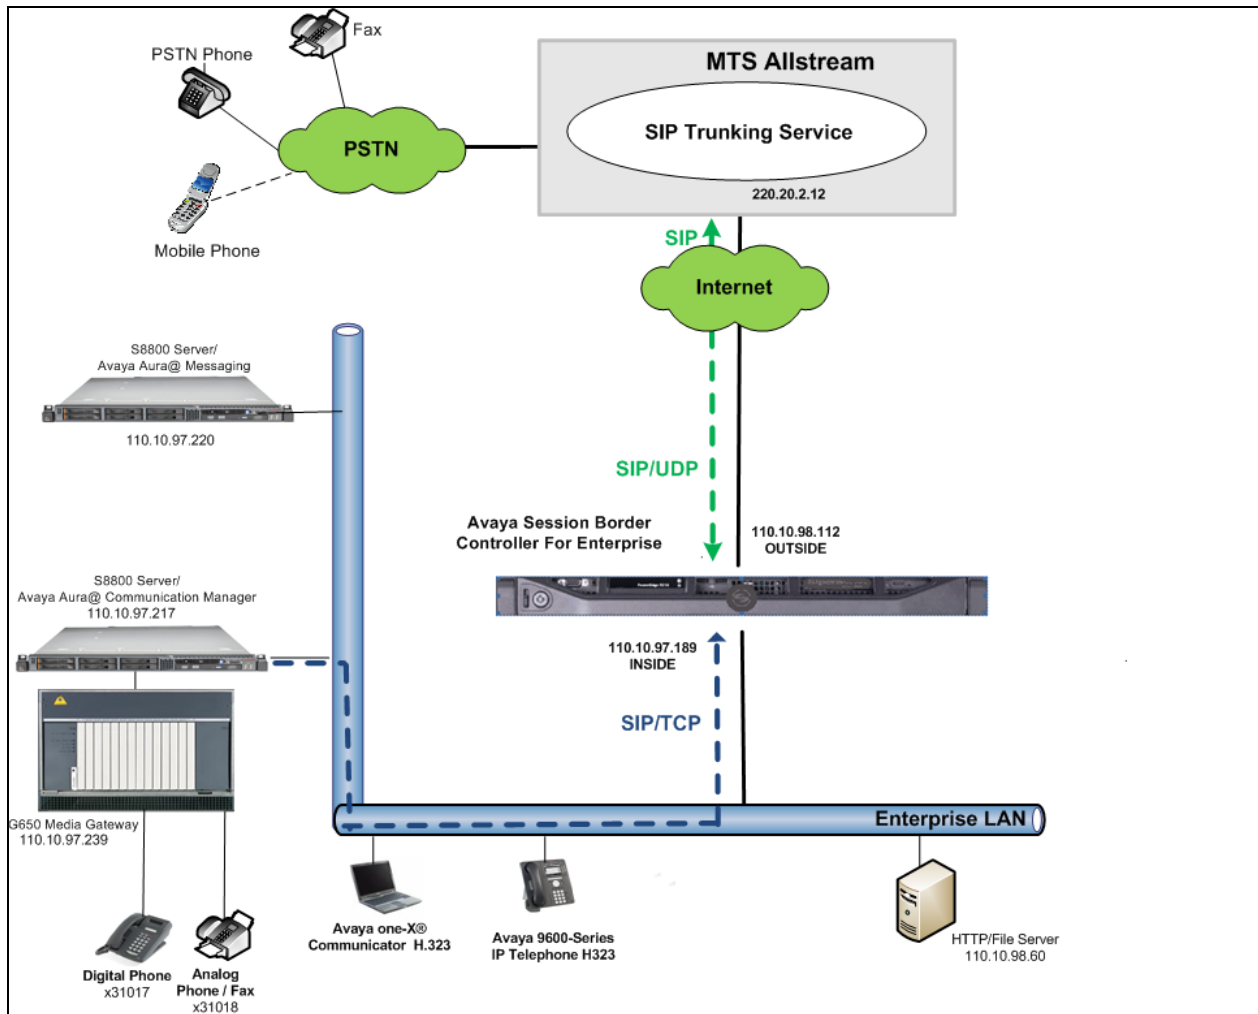 Fax
PSTN Phone
MTS Allstream
SIP Trunking Service
PSTN
220.20.2.12
Mobile Phone
SIP
Internet
S8800 Server/
Avaya Aura@ Messaging
110.10.97.220
SIP/UDP
Avaya Session Border
Controller For Enterprise
110.10.98.112
OUTSIDE
S8800 Server/
Avaya Aura@ Communication Manager
110.10.97.217
110.10.97.189
INSIDE
SIP/TCP
G650 Media Gateway
110.10.97.239
Enterprise LAN
Avaya one-X®
Communicator H.323
Avaya 9600-Series
IP Telephone H323
HTTP/File Server
110.10.98.60
Digital Phone
x31017
Analog
Phone / Fax
x31018